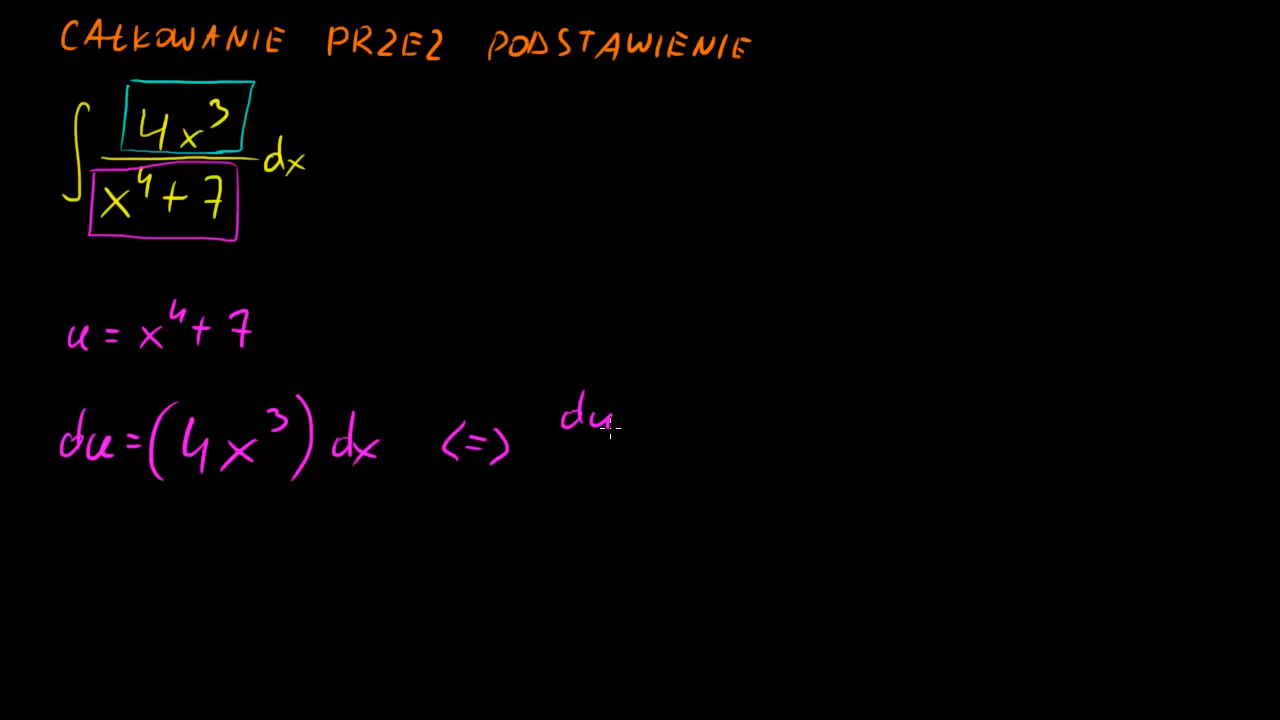 CAŁKOWANIE PRZEZ PODSTAWIENIE
∫ 4x³ / x⁴ + 7 dx
u = x⁴ + 7
du = (4x³) dx <=> du